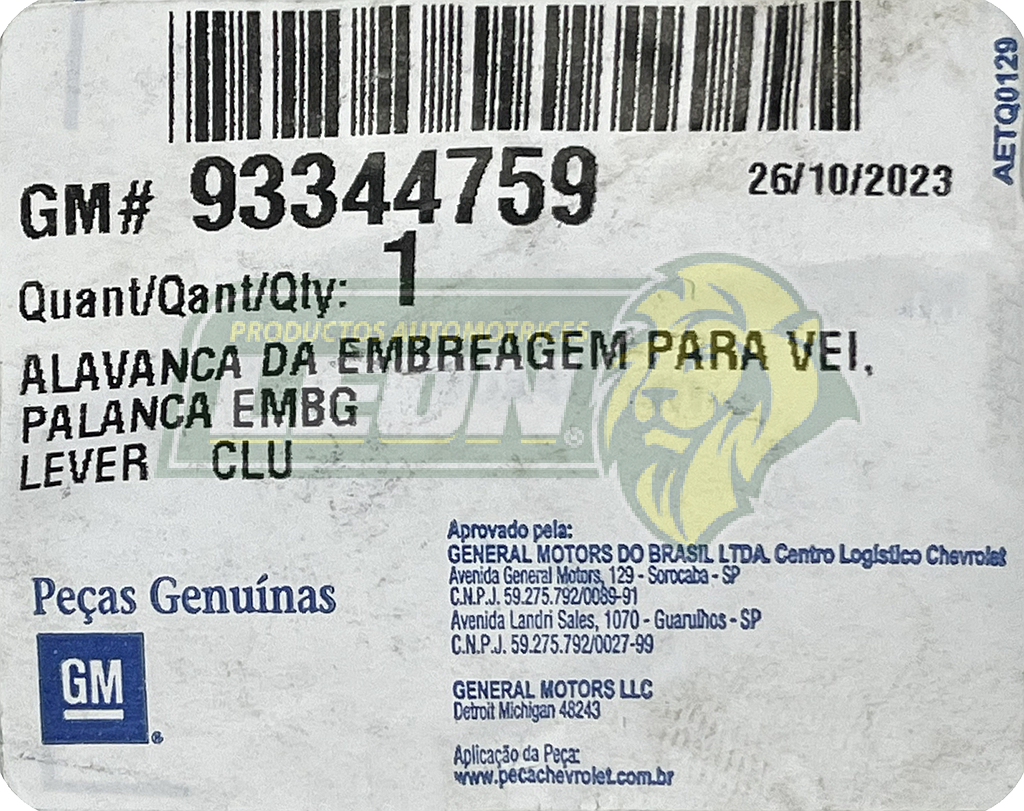 AETQ0129
GM# 93344759
26/10/2023
Quant/Qant/Qty: 1
PRODUCTOS AUTOMOTRICES
ALAVANCA DA EMBREAGEM PARA VEI.
LEON®
PALANCA EMBG
LEVER CLU
Peças Genuínas
GM®
Aprovado pela:
GENERAL MOTORS DO BRASIL LTDA. Centro Logístico Chevrolet
Avenida General Motors, 129 - Sorocaba - SP
C.N.P.J. 59.275.792/0089-91
Avenida Landri Sales, 1070 - Guarulhos - SP
C.N.P.J. 59.275.792/0027-99
GENERAL MOTORS LLC
Detroit Michigan 48243
Aplicação da Peça:
www.pecachevrolet.com.br